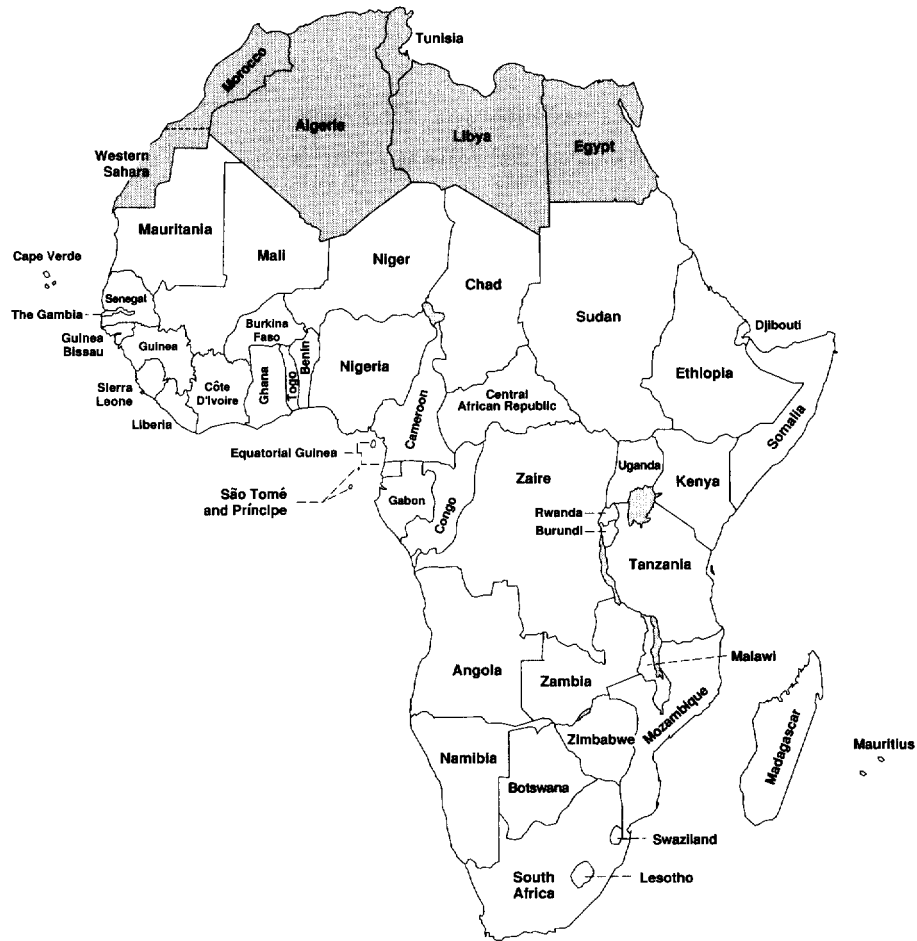 Tunisia
Morocco
Algeria
Libya
Egypt
Western
Sahara
Mauritania
Mali
Niger
Chad
Sudan
Cape Verde
Senegal
The Gambia
Guinea
Bissau
Guinea
Burkina
Faso
Benin
Togo
Ghana
Côte
D'Ivoire
Nigeria
Sierra
Leone
Liberia
Djibouti
Ethiopia
Somalia
Central
African Republic
Cameroon
Equatorial Guinea
São Tomé
and Príncipe
Gabon
Congo
Zaire
Uganda
Kenya
Rwanda
Burundi
Tanzania
Malawi
Angola
Zambia
Mozambique
Zimbabwe
Namibia
Botswana
Madagascar
Mauritius
Swaziland
Lesotho
South
Africa